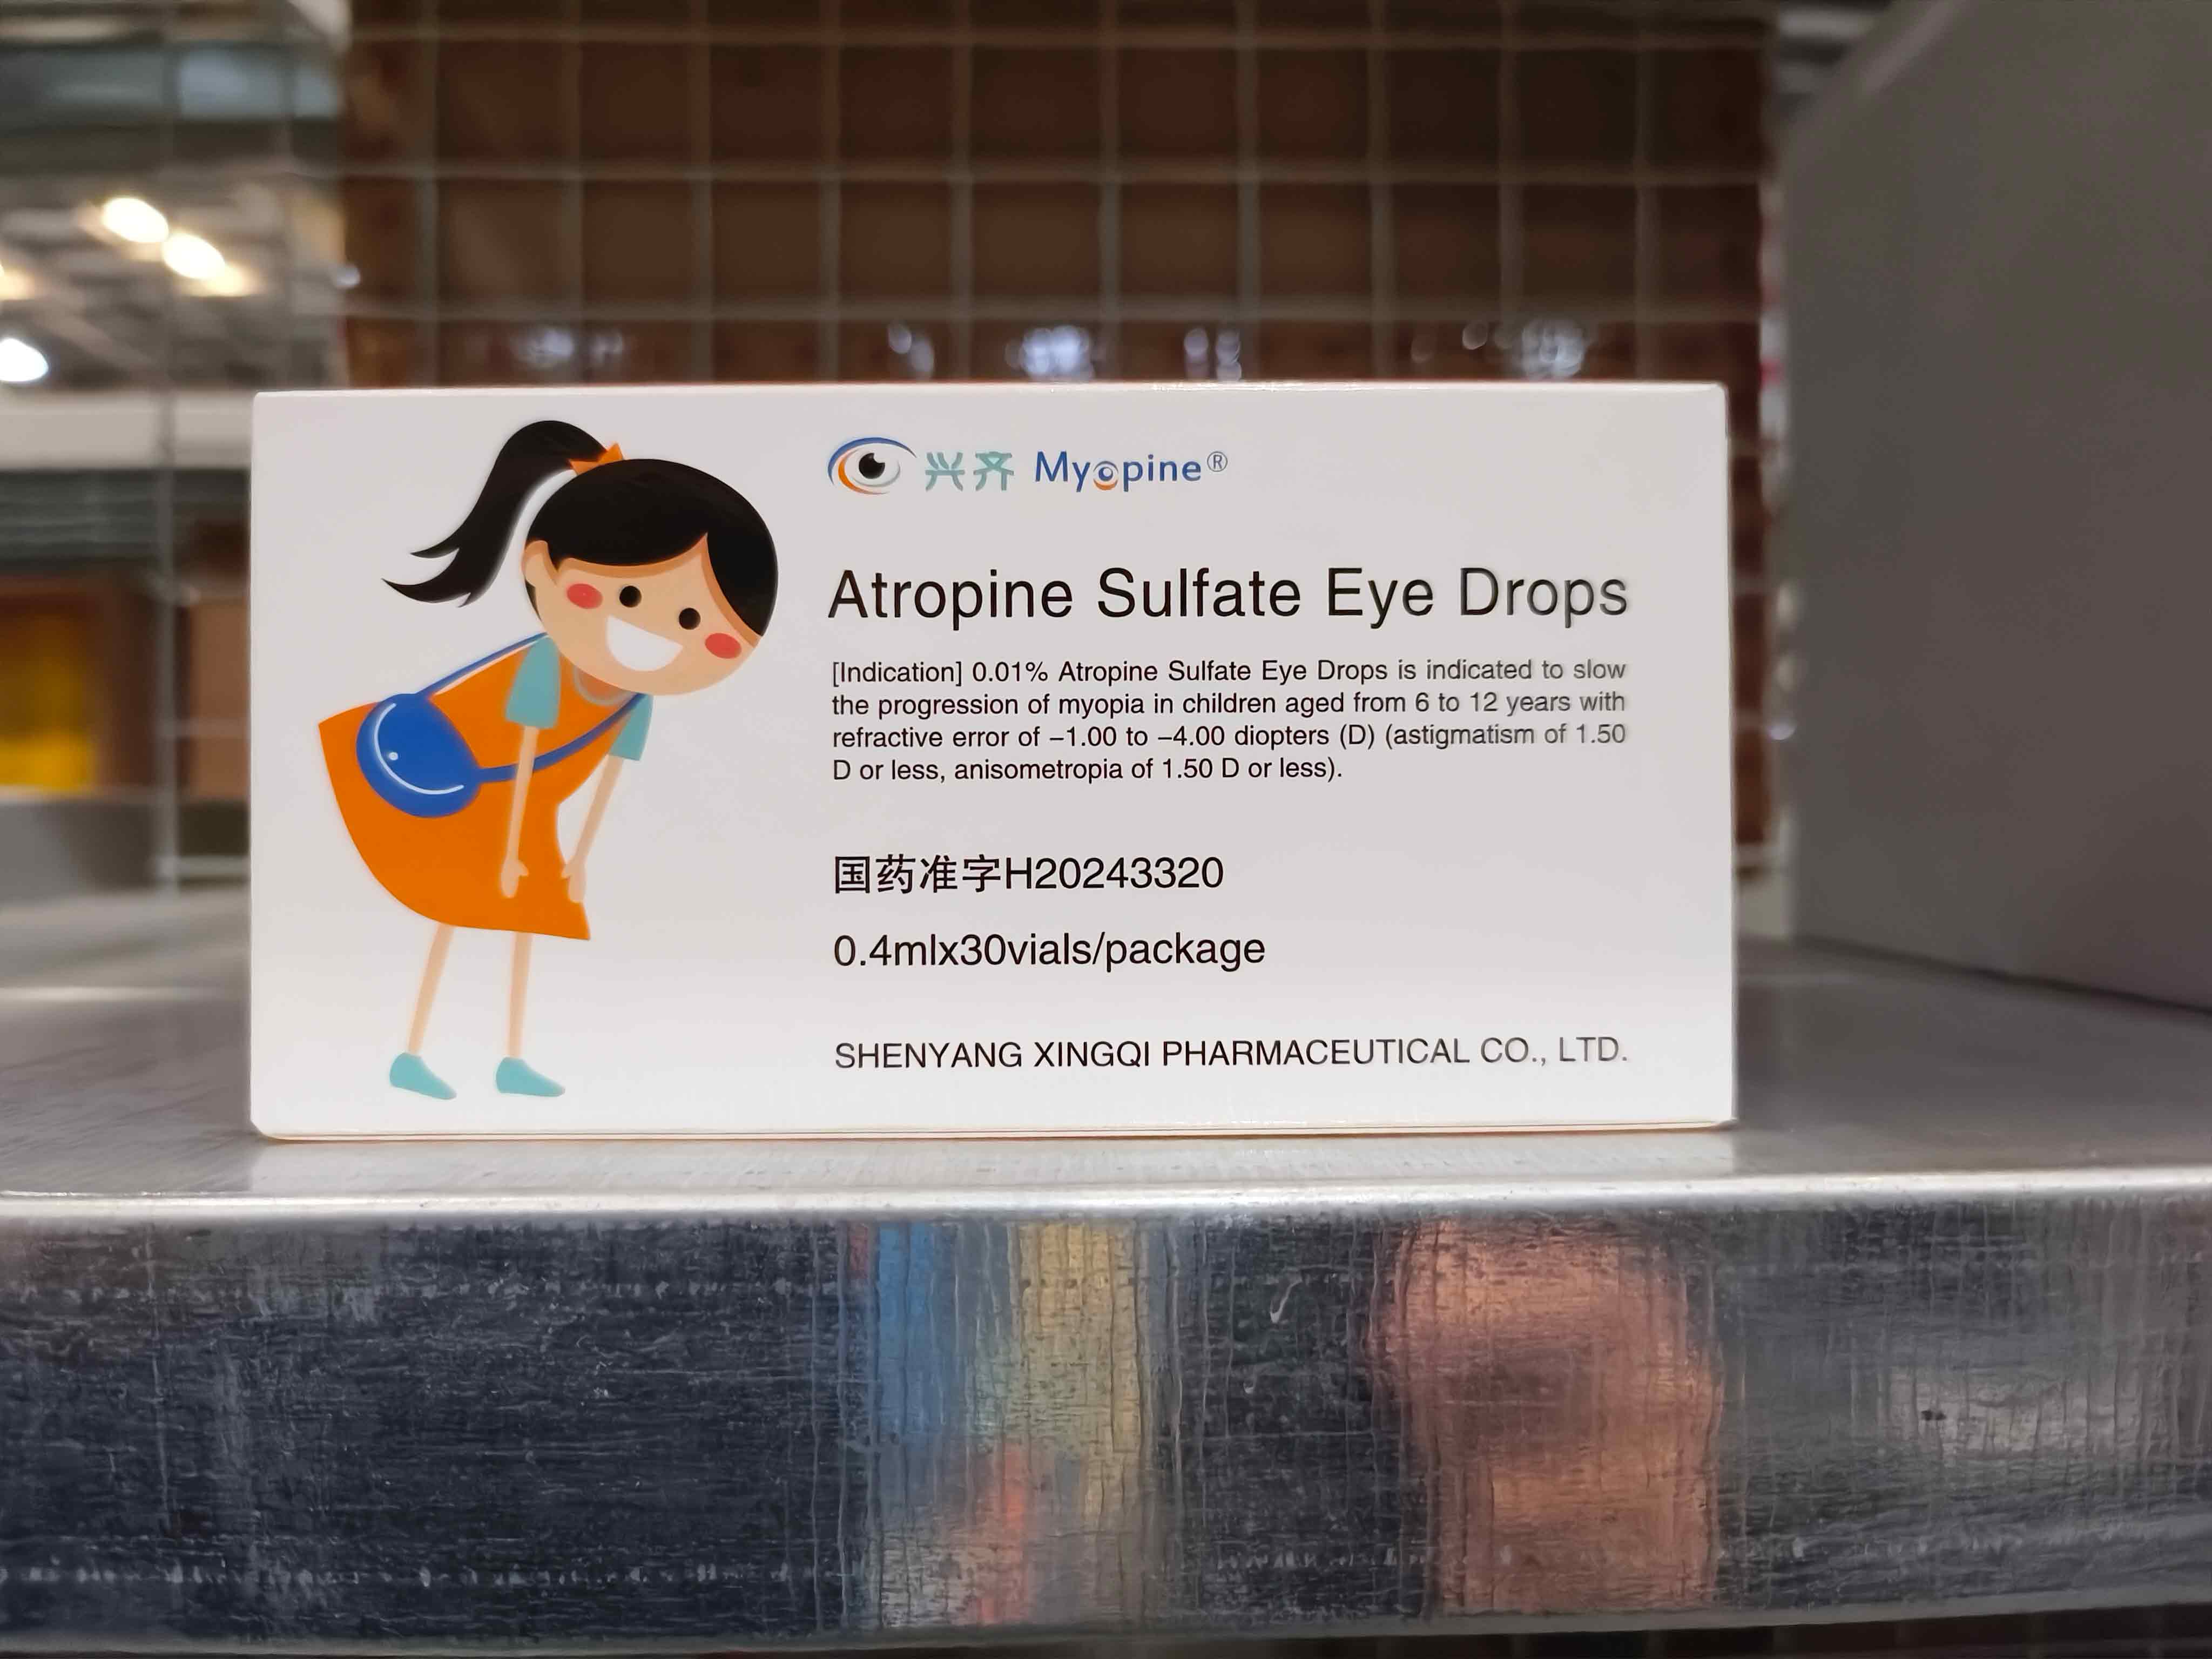 兴齐 Myopine®
Atropine Sulfate Eye Drops
[Indication] 0.01% Atropine Sulfate Eye Drops is indicated to slow
the progression of myopia in children aged from 6 to 12 years with
refractive error of –1.00 to –4.00 diopters (D) (astigmatism of 1.50
D or less, anisometropia of 1.50 D or less).
国药准字H20243320
0.4mlx30vials/package
SHENYANG XINGQI PHARMACEUTICAL CO., LTD.